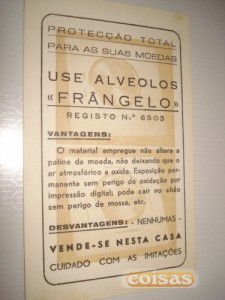 PROTECÇÃO TOTAL
PARA AS SUAS MOEDAS
USE ALVEOLOS
«FRÂNGELO»
REGISTO N.º 6503
VANTAGENS:
O material empregue não altera a
patine da moeda, não deixando que o
ar atmosférico a oxide. Exposição per-
manente sem perigo de oxidação por
impressão digital; pode cair no chão
sem perigo de mossa, etc.
DESVANTAGENS: - NENHUMAS -
VENDE-SE NESTA CASA
CUIDADO COM AS IMITAÇÕES
coisas